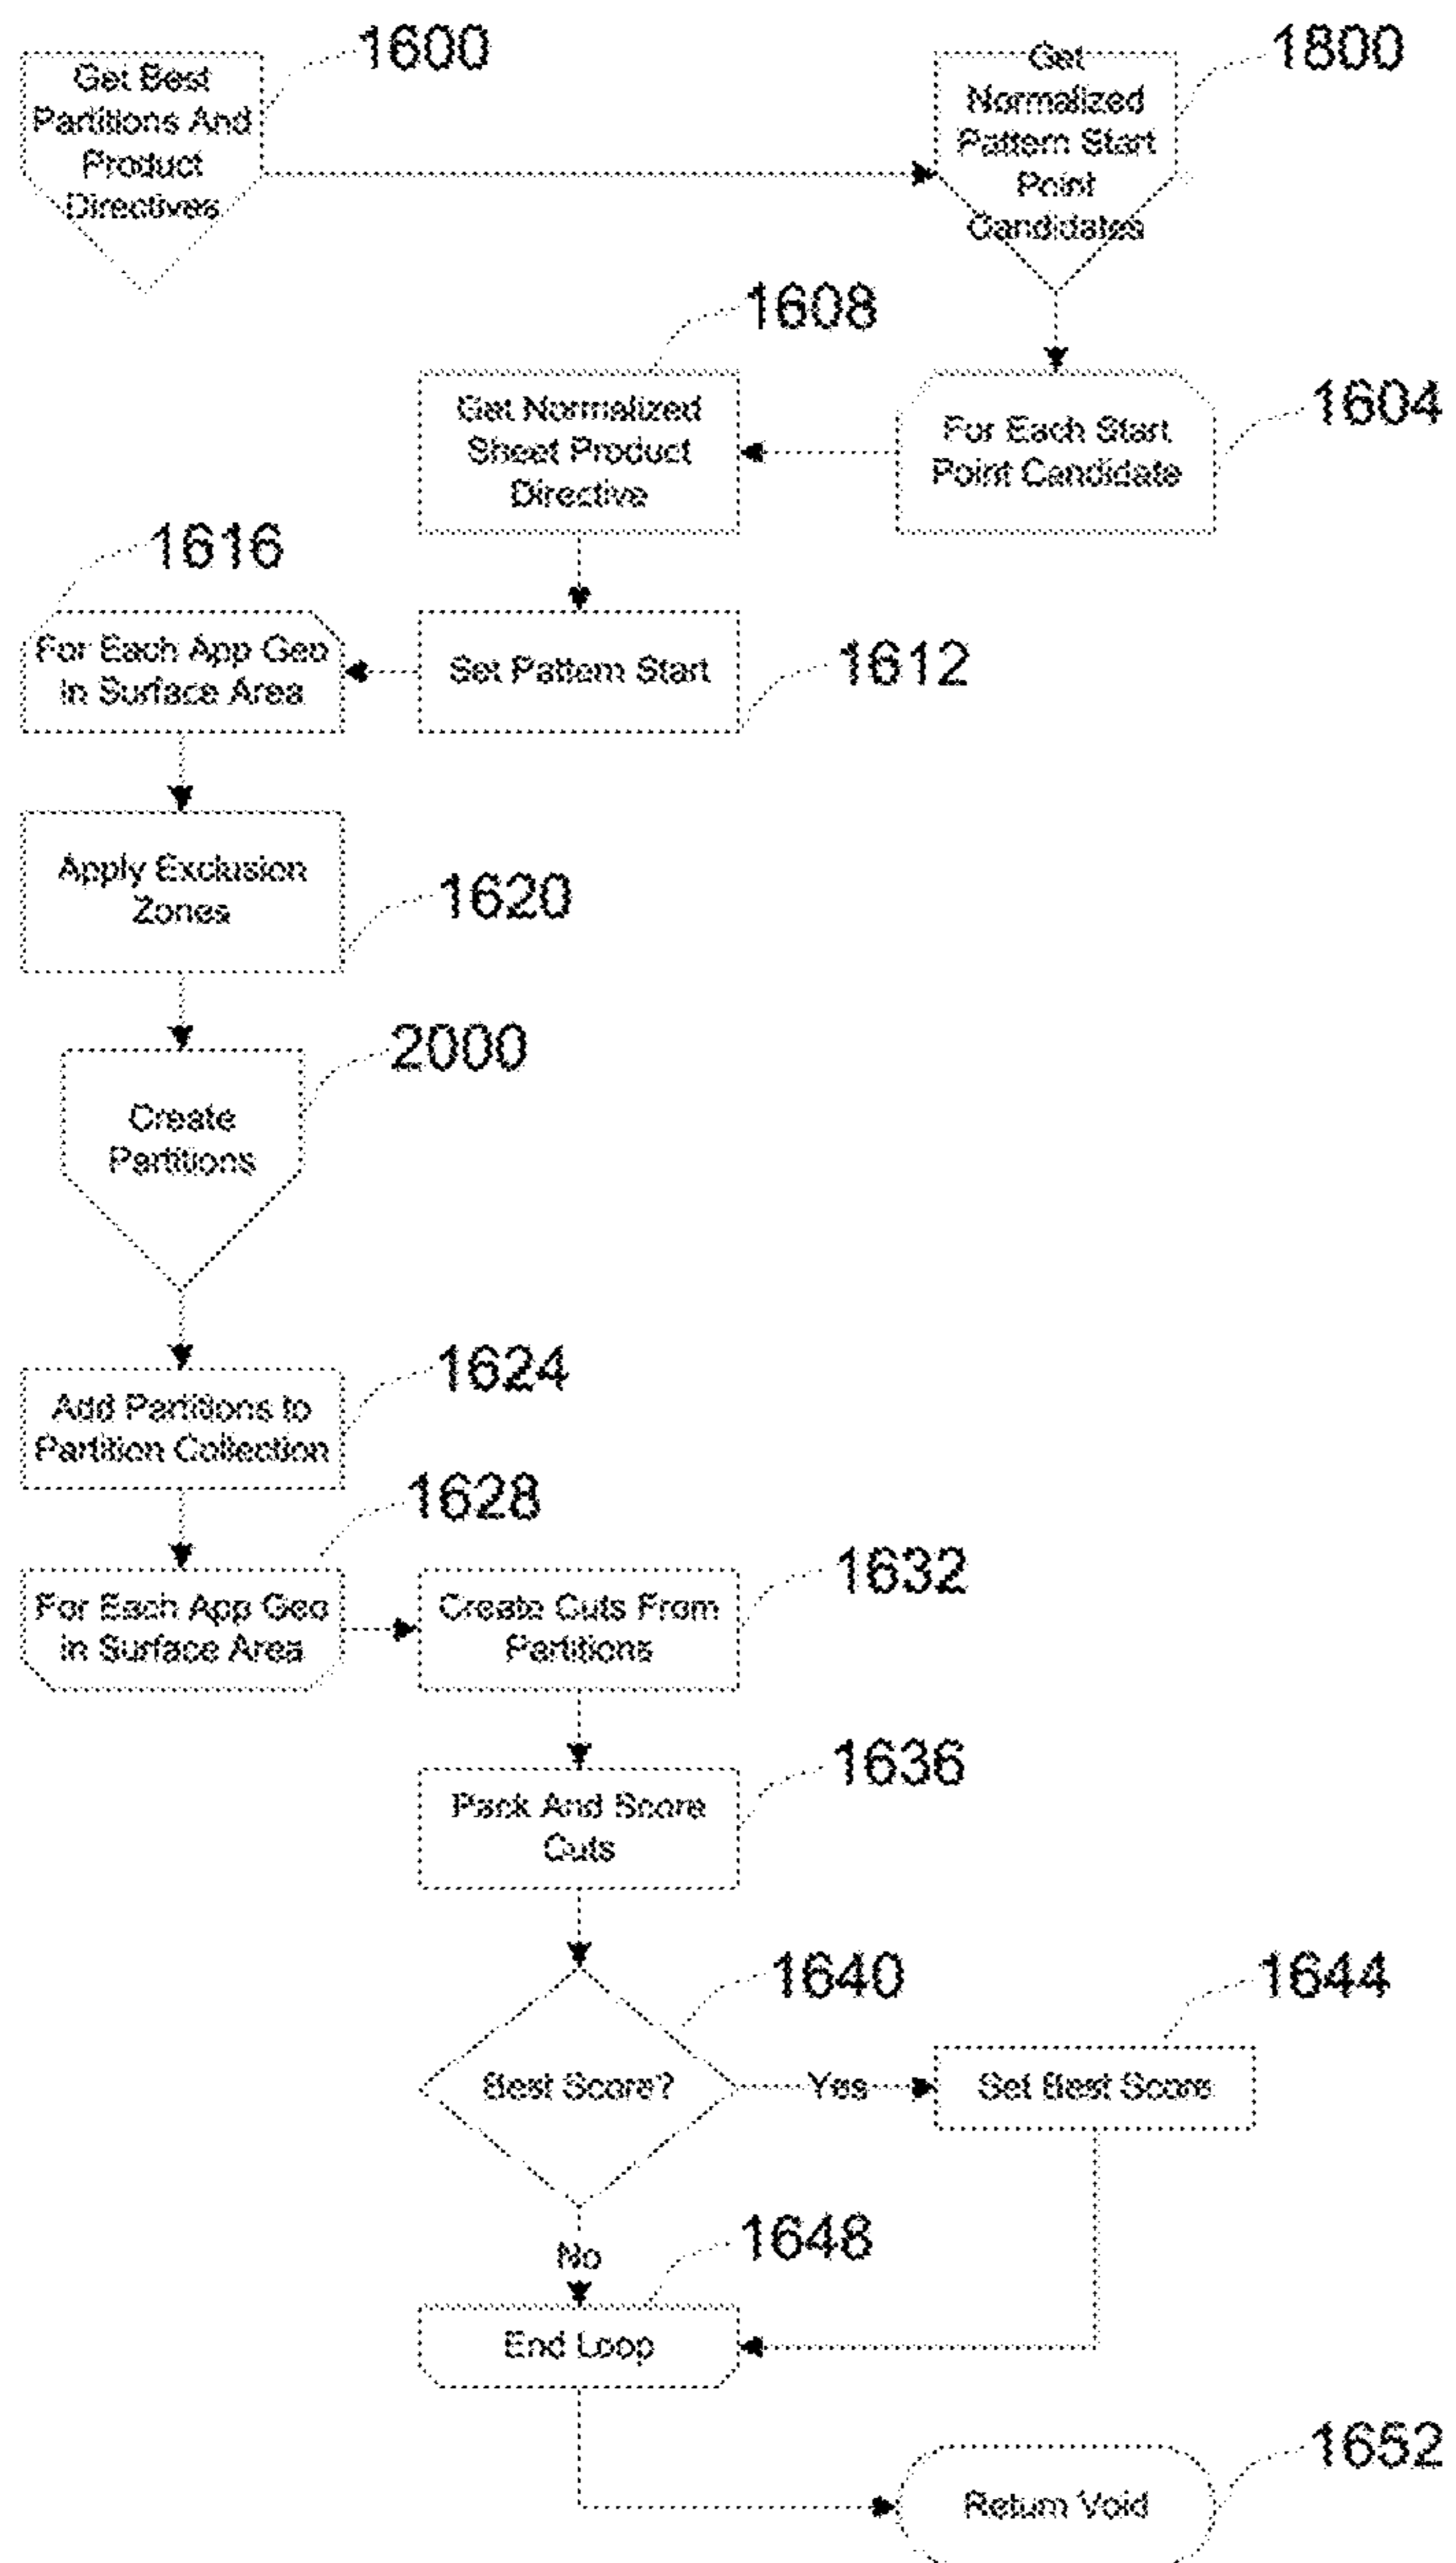 1600
Get Best
Partitions And
Product
Directives
1800
Get
Normalized
Pattern Start
Point
Candidates
1604
For Each Start
Point Candidate
1608
Get Normalized
Sheet Product
Directive
1612
Set Pattern Start
1616
For Each App Geo
in Surface Area
1620
Apply Exclusion
Zones
2000
Create
Partitions
1624
Add Partitions to
Partition Collection
1628
For Each App Geo
in Surface Area
1632
Create Cuts From
Partitions
1636
Pack And Score
Cuts
1640
Best Score?
Yes
1644
Set Best Score
No
1648
End Loop
1652
Return Void